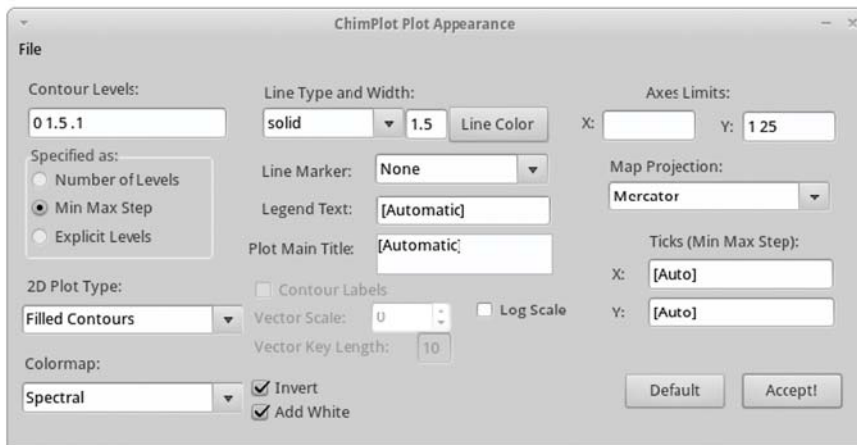 ChimPlot Plot Appearance
File
Contour Levels:
0 1.5 .1
Specified as:
Number of Levels
Min Max Step
Explicit Levels
2D Plot Type:
Filled Contours
Colormap:
Spectral
Line Type and Width:
solid
1.5
Line Color
Line Marker:
None
Legend Text:
[Automatic]
Plot Main Title:
[Automatic]
Contour Labels
Vector Scale:
0
Log Scale
Vector Key Length:
10
Invert
Add White
Axes Limits:
X:
Y:
1 25
Map Projection:
Mercator
Ticks (Min Max Step):
X:
[Auto]
Y:
[Auto]
Default
Accept!